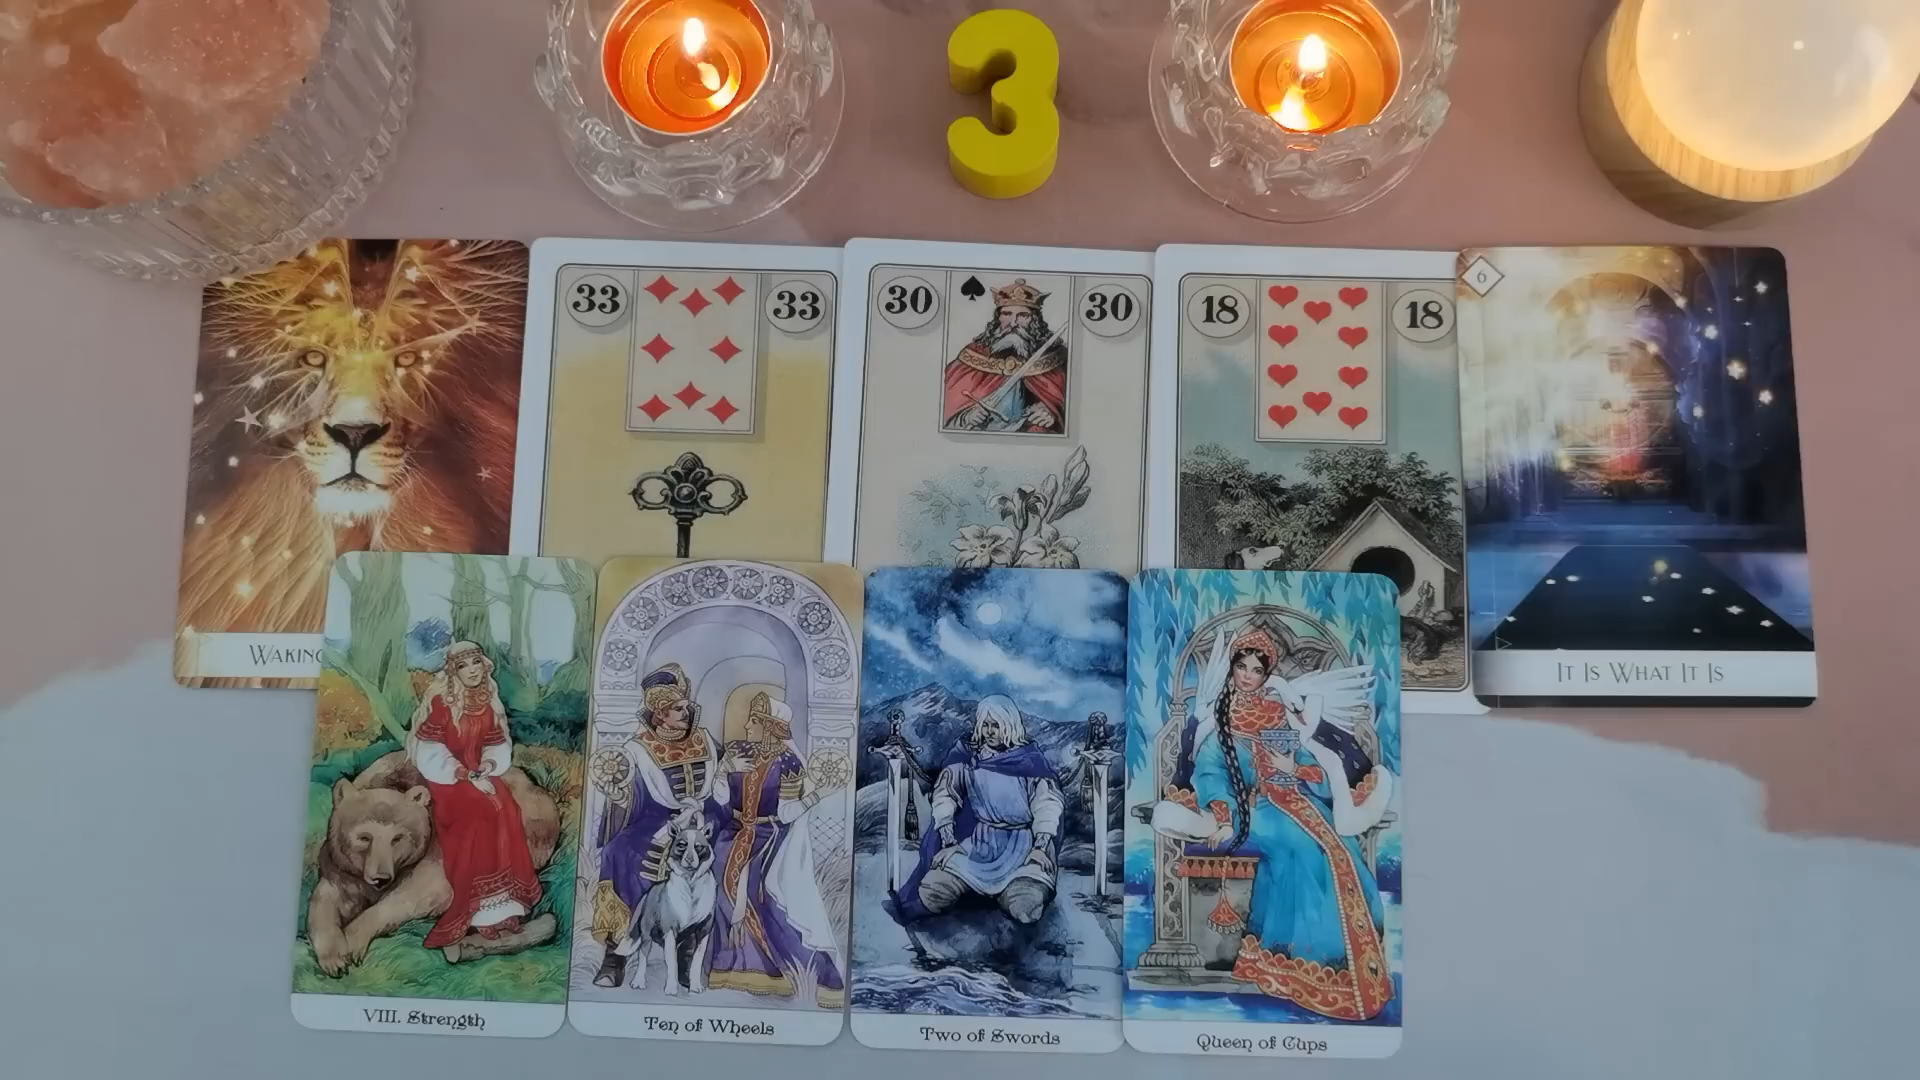 3
33 33
30 30
18 18
6
WAKING
IT IS WHAT IT IS
VIII. Strength
Ten of Wheels
Two of Swords
Queen of Cups